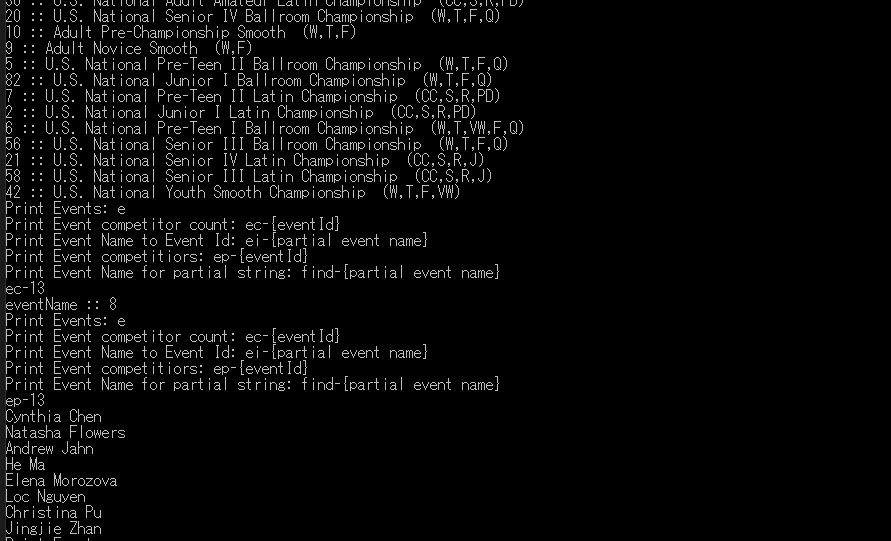 50 :: U.S. National Adult Amateur Latin Championship  (CC,S,R,PD)
20 :: U.S. National Senior IV Ballroom Championship  (W,T,F,Q)
10 :: Adult Pre-Championship Smooth  (W,T,F)
9 :: Adult Novice Smooth  (W,F)
5 :: U.S. National Pre-Teen II Ballroom Championship  (W,T,F,Q)
82 :: U.S. National Junior I Ballroom Championship  (W,T,F,Q)
7 :: U.S. National Pre-Teen II Latin Championship  (CC,S,R,PD)
2 :: U.S. National Junior I Latin Championship  (CC,S,R,PD)
6 :: U.S. National Pre-Teen I Ballroom Championship  (W,T,VW,F,Q)
56 :: U.S. National Senior III Ballroom Championship  (W,T,F,Q)
21 :: U.S. National Senior IV Latin Championship  (CC,S,R,J)
58 :: U.S. National Senior III Latin Championship  (CC,S,R,J)
42 :: U.S. National Youth Smooth Championship  (W,T,F,VW)
Print Events: e
Print Event competitor count: ec-{eventId}
Print Event Name to Event Id: ei-{partial event name}
Print Event competitiors: ep-{eventId}
Print Event Name for partial string: find-{partial event name}
ec-13
eventName :: 8
Print Events: e
Print Event competitor count: ec-{eventId}
Print Event Name to Event Id: ei-{partial event name}
Print Event competitiors: ep-{eventId}
Print Event Name for partial string: find-{partial event name}
ep-13
Cynthia Chen
Natasha Flowers
Andrew Jahn
He Ma
Elena Morozova
Loc Nguyen
Christina Pu
Jingjie Zhan